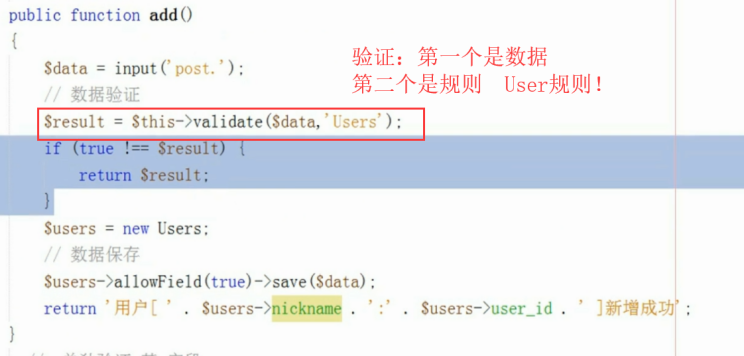 public function add()
{
$data = input('post.');
// 数据验证
$result = $this->validate($data,'Users');
验证：第一个是数据
第二个是规则 User规则！
if (true !== $result) {
return $result;
}
$users = new Users;
// 数据保存
$users->allowField(true)->save($data);
return '用户[ ' . $users->nickname . ':' . $users->user_id . ' ]新增成功';
}